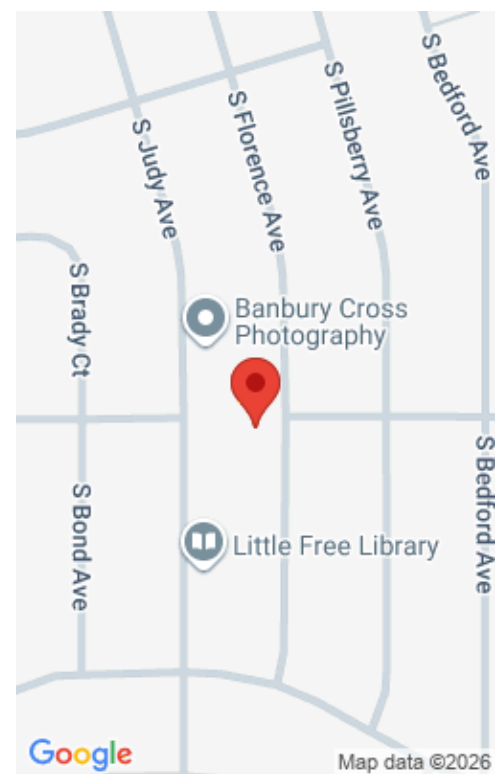 S Bedford Ave
S Pillsberry Ave
S Florence Ave
S Judy Ave
S Brady Ct
Banbury Cross
Photography
S Bond Ave
S Bedford Ave
Little Free Library
Google
Map data ©2026